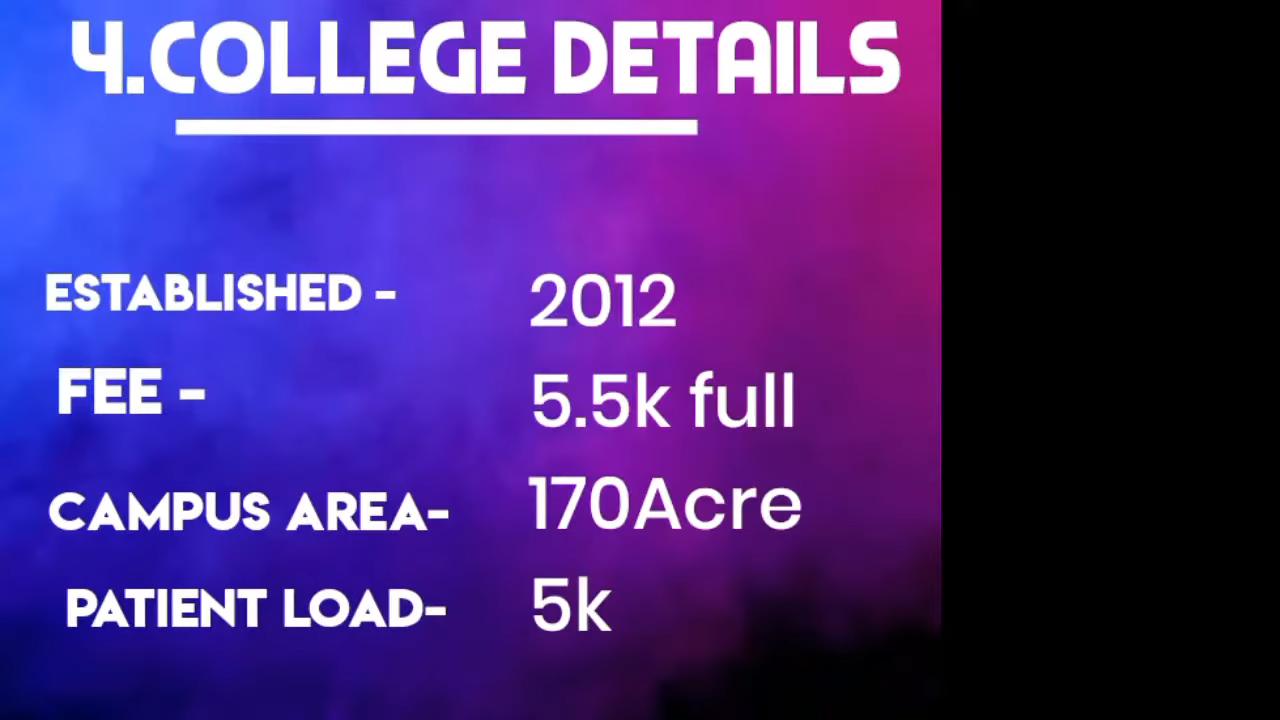 4.COLLEGE DETAILS
ESTABLISHED - 2012
FEE - 5.5k full
CAMPUS AREA- 170Acre
PATIENT LOAD- 5k